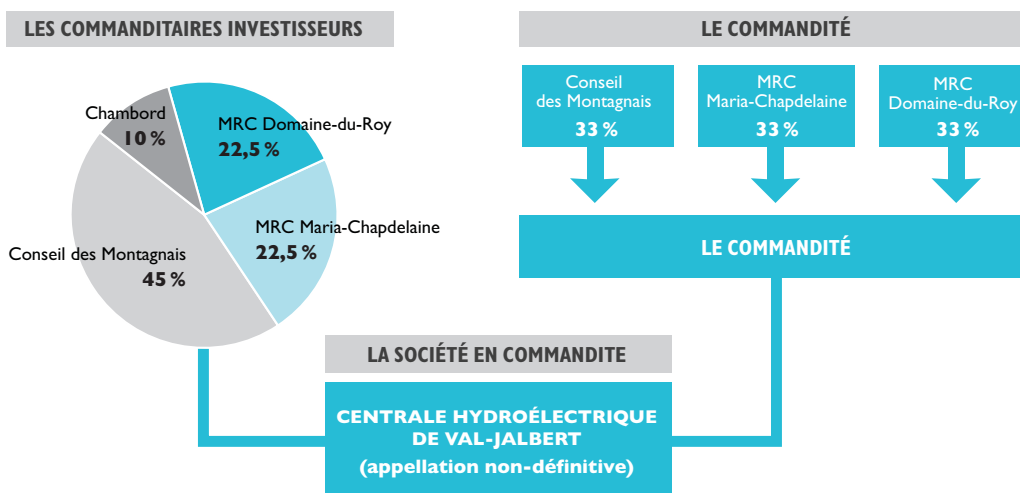 LES COMMANDITAIRES INVESTISSEURS
Chambord
10 %
MRC Domaine-du-Roy
22,5 %
MRC Maria-Chapdelaine
22,5 %
Conseil des Montagnais
45 %
LE COMMANDITÉ
Conseil
des Montagnais
33 %
MRC
Maria-Chapdelaine
33 %
MRC
Domaine-du-Roy
33 %
LE COMMANDITÉ
LA SOCIÉTÉ EN COMMANDITE
CENTRALE HYDROÉLECTRIQUE
DE VAL-JALBERT
(appellation non-définitive)